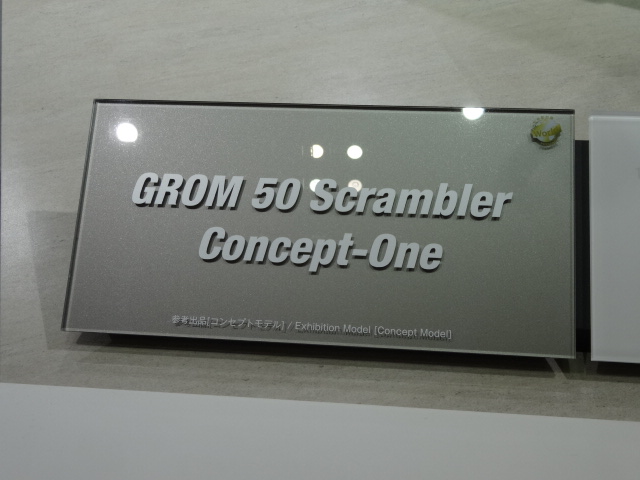 GROM 50 Scrambler
Concept-One
参考出品[コンセプトモデル] / Exhibition Model [Concept Model]